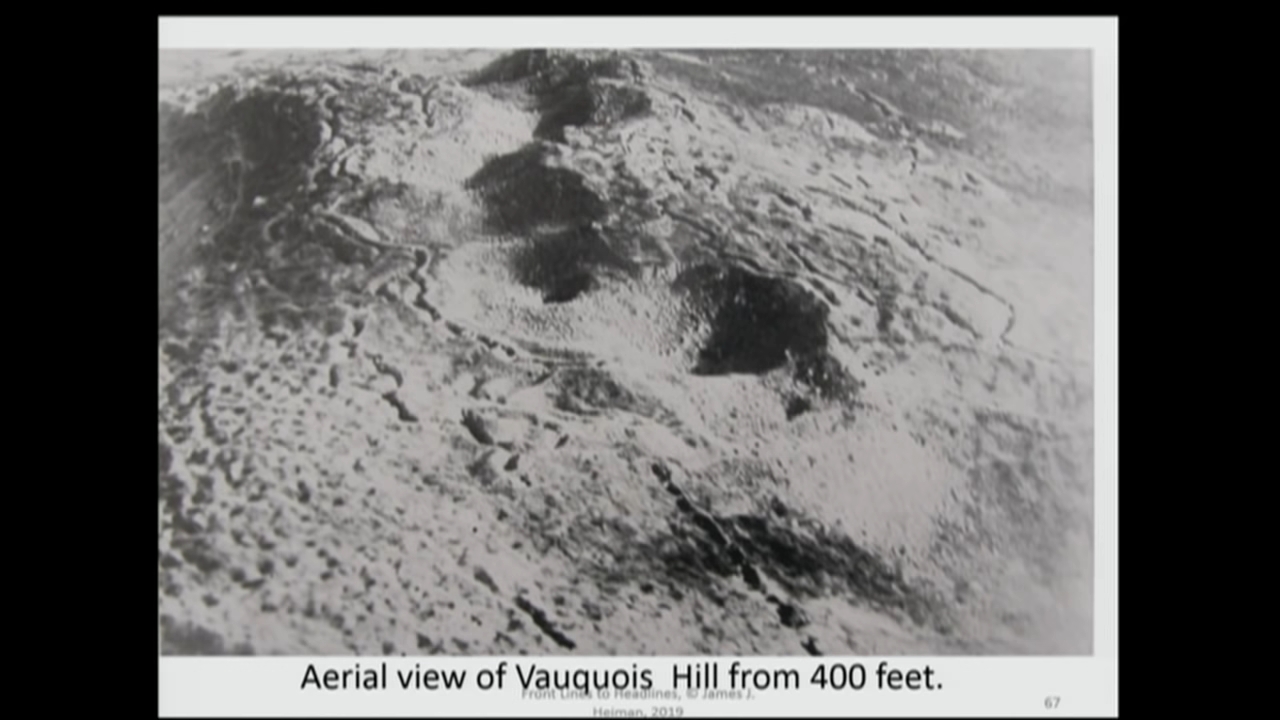 Aerial view of Vauquois  Hill from 400 feet.
Front Lines to Headlines, © James J.
Heiman, 2019
67